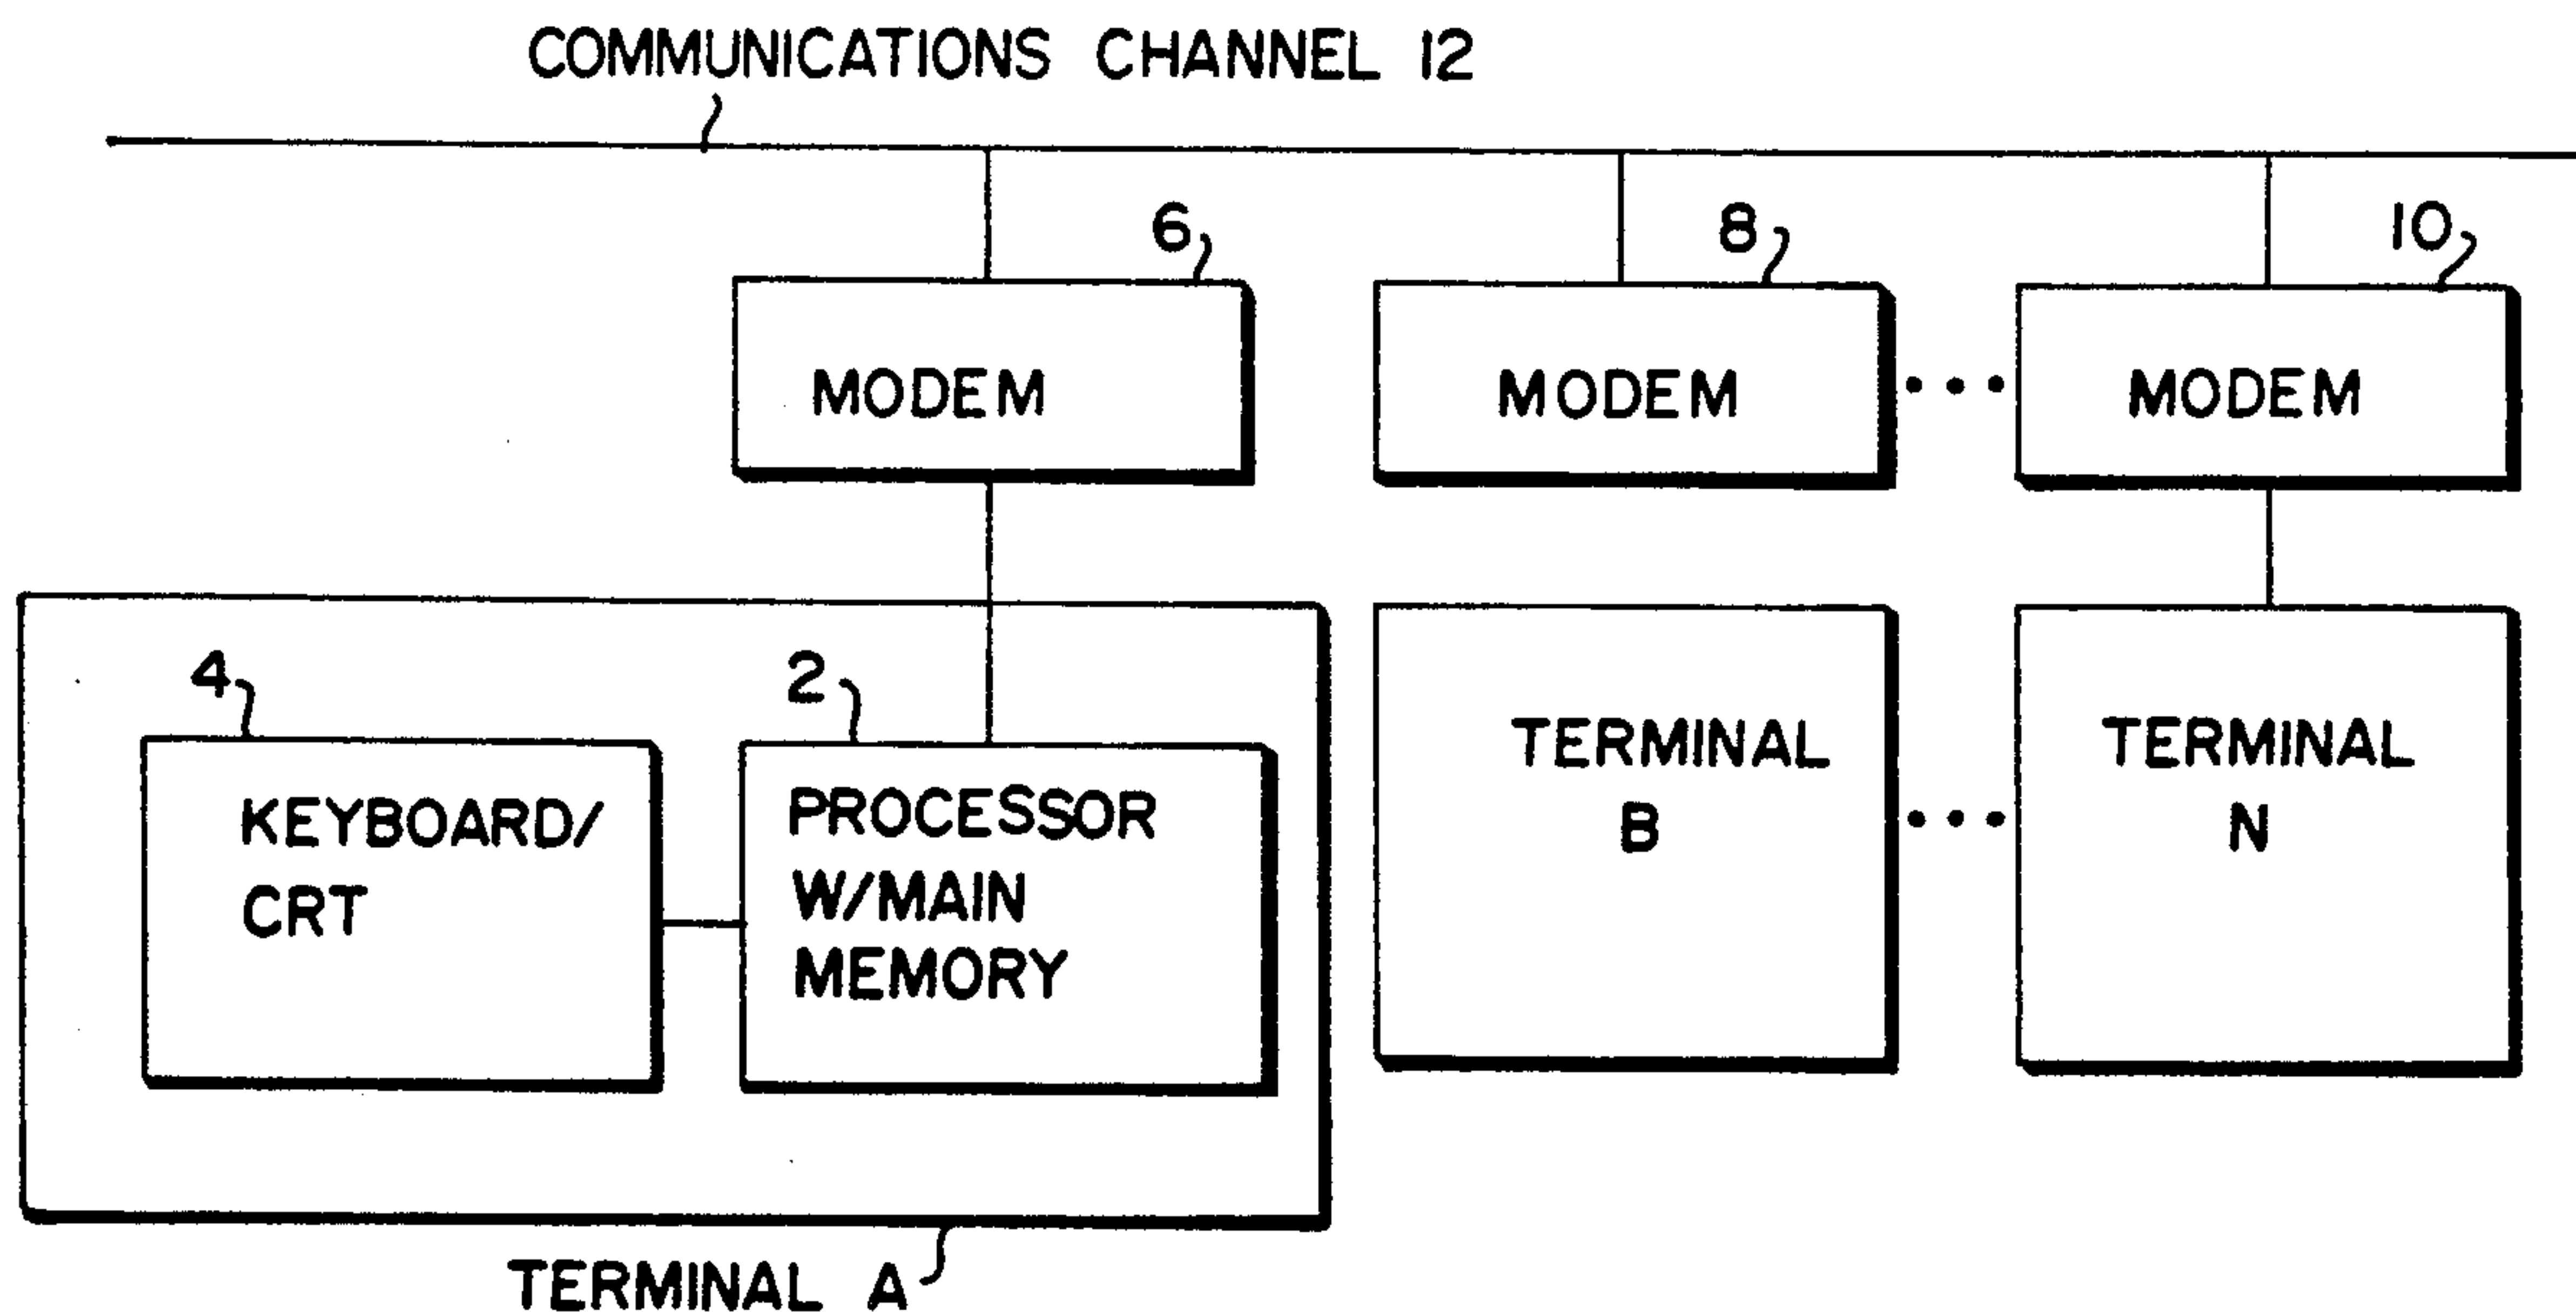 COMMUNICATIONS CHANNEL 12
6
8
10
MODEM
MODEM
MODEM
4
2
KEYBOARD/
CRT
PROCESSOR
W/MAIN
MEMORY
TERMINAL
B
TERMINAL
N
TERMINAL A